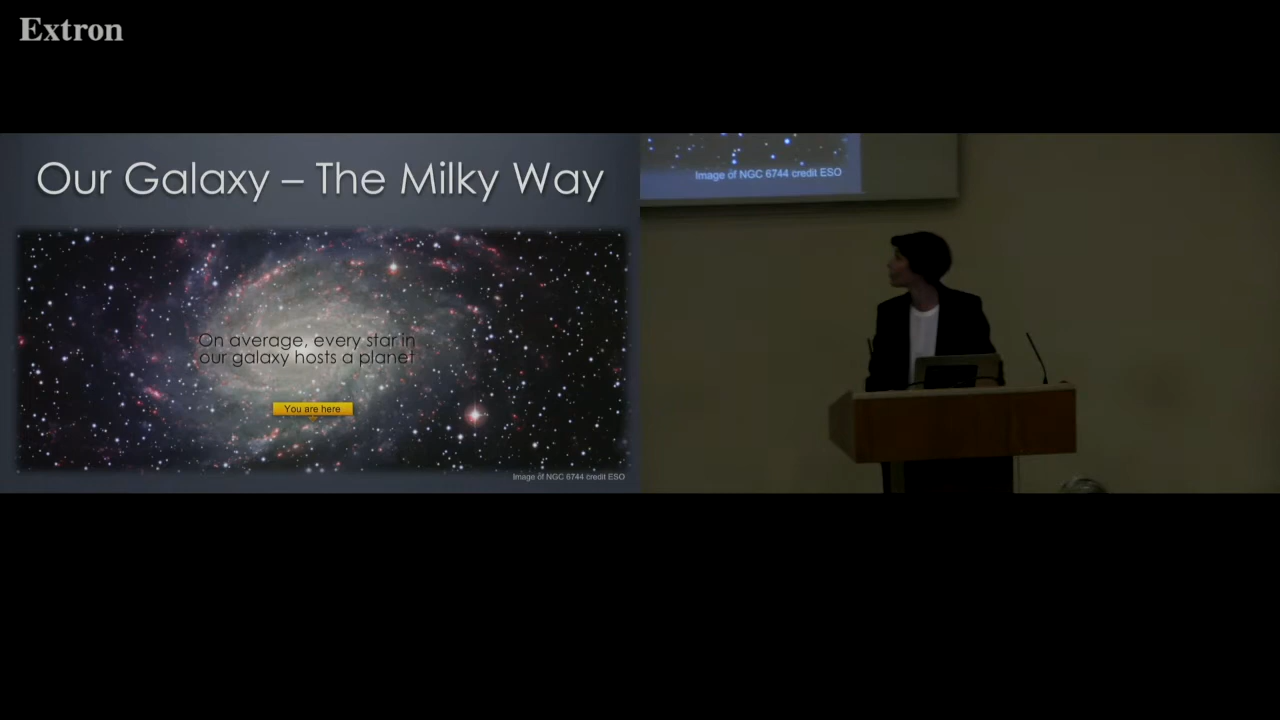 Extron
Our Galaxy – The Milky Way
On average, every star in
our galaxy hosts a planet
You are here
Image of NGC 6744 credit ESO
Image of NGC 6744 credit ESO